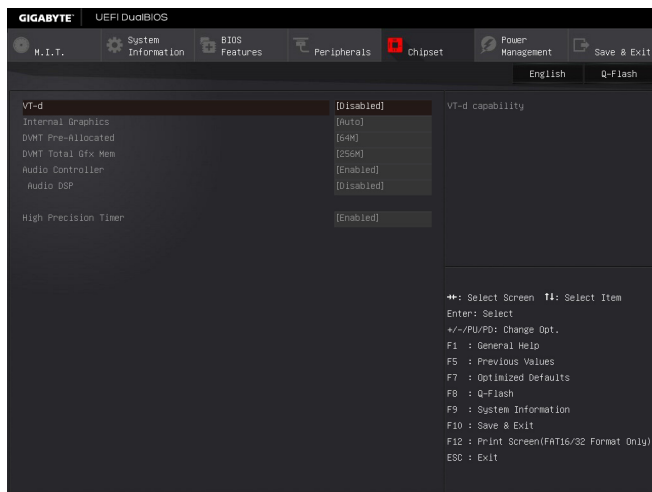 GIGABYTE™ UEFI DualBIOS
M.I.T. System Information BIOS Features Peripherals Chipset Power Management Save & Exit
English Q-Flash
VT-d [Disabled] VT-d capability
Internal Graphics [Auto]
DVMT Pre-Allocated [64M]
DVMT Total Gfx Mem [256M]
Audio Controller [Enabled]
Audio DSP [Disabled]
High Precision Timer [Enabled]
→←: Select Screen ↑↓: Select Item
Enter: Select
+/-/PU/PD: Change Opt.
F1 : General Help
F5 : Previous Values
F7 : Optimized Defaults
F8 : Q-Flash
F9 : System Information
F10 : Save & Exit
F12 : Print Screen(FAT16/32 Format Only)
ESC : Exit